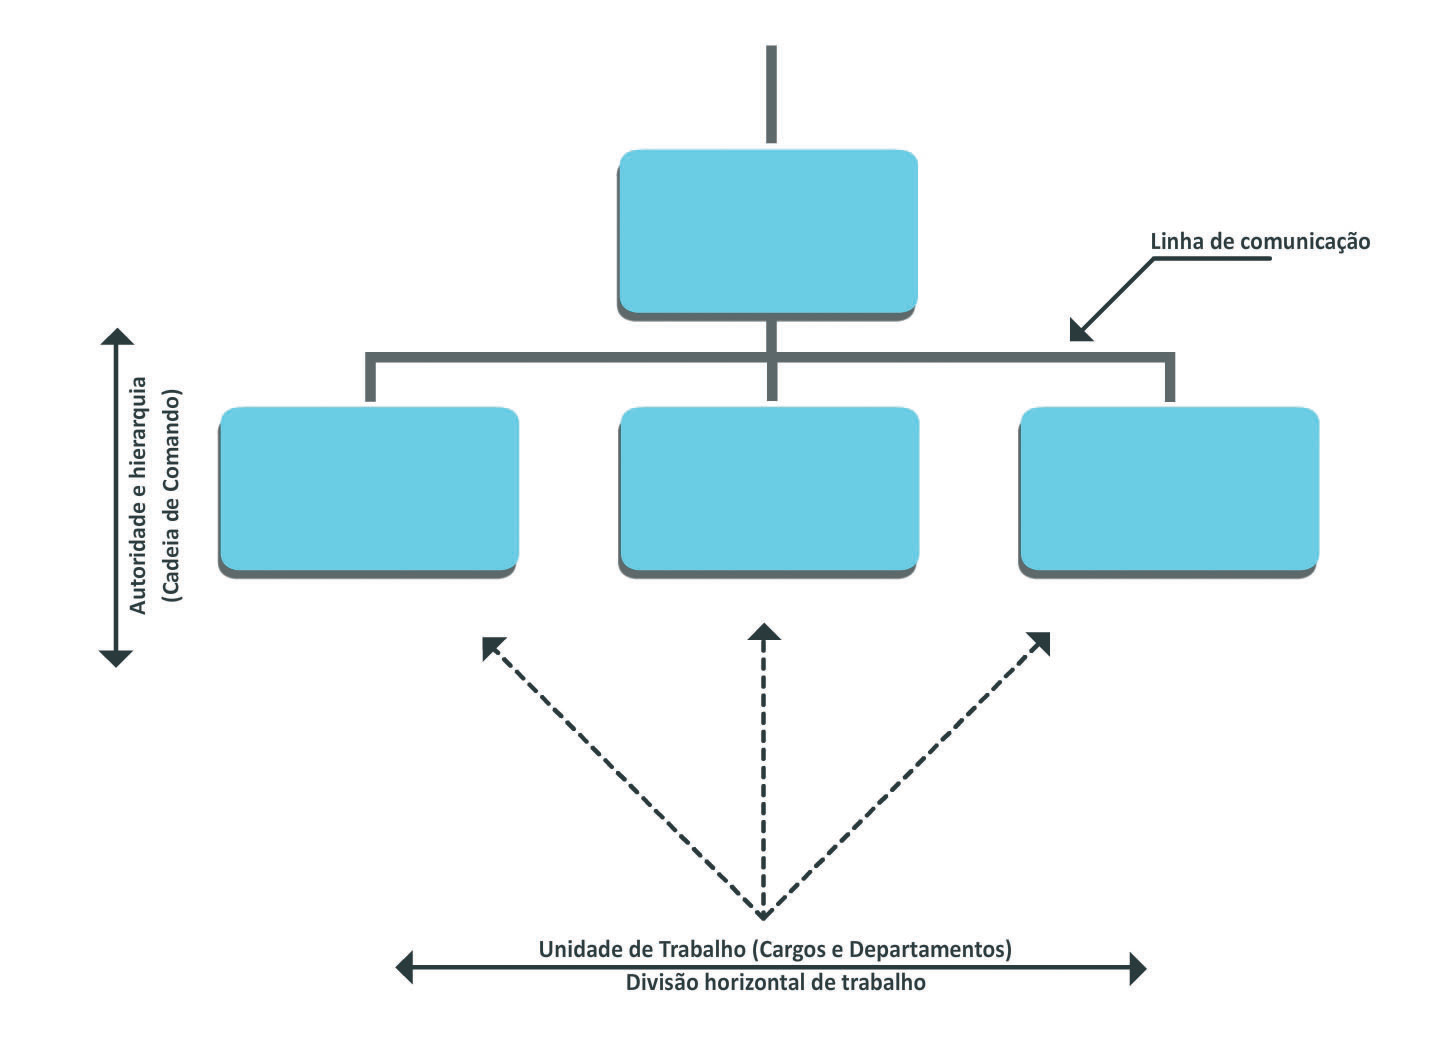 Linha de comunicação
Autoridade e hierarquia
(Cadeia de Comando)
Unidade de Trabalho (Cargos e Departamentos)
Divisão horizontal de trabalho